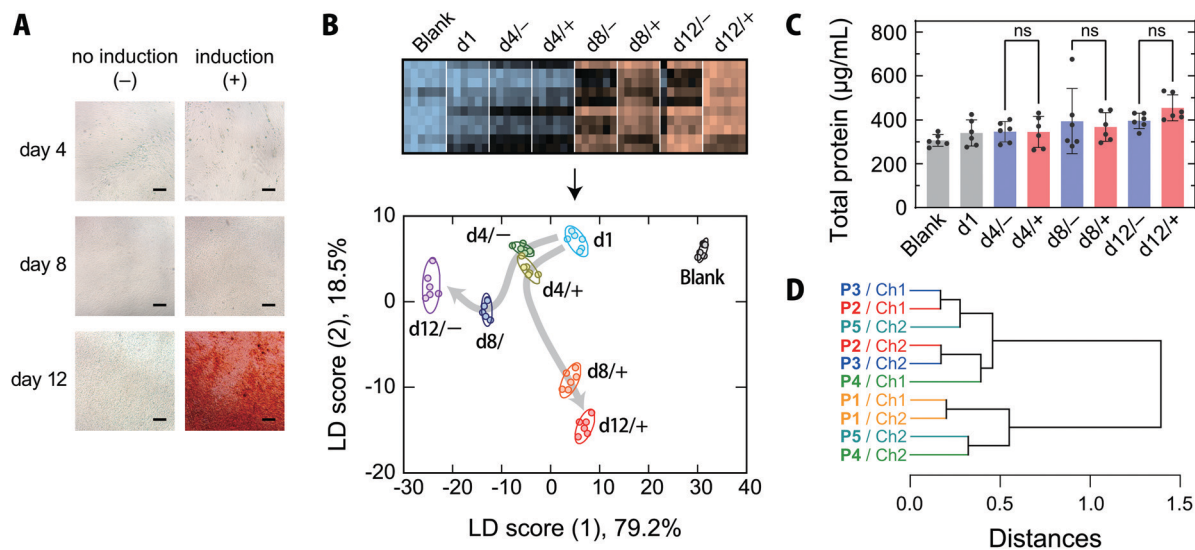 A
no induction
(–)
induction
(+)
day 4
day 8
day 12
B
Blank
d1
d4/–
d4/+
d8/–
d8/+
d12/–
d12/+
10
0
-10
-20
LD score (2), 18.5%
d4/–
d1
d4/+
Blank
d12/–
d8/
d8/+
d12/+
-30
-20
-10
0
10
20
30
40
LD score (1), 79.2%
C
800
600
400
200
0
Total protein (µg/mL)
ns
ns
ns
Blank
d1
d4/–
d4/+
d8/–
d8/+
d12/–
d12/+
D
P3 / Ch1
P2 / Ch1
P5 / Ch2
P2 / Ch2
P3 / Ch2
P4 / Ch1
P1 / Ch1
P1 / Ch2
P5 / Ch2
P4 / Ch2
0.0
0.5
1.0
1.5
Distances